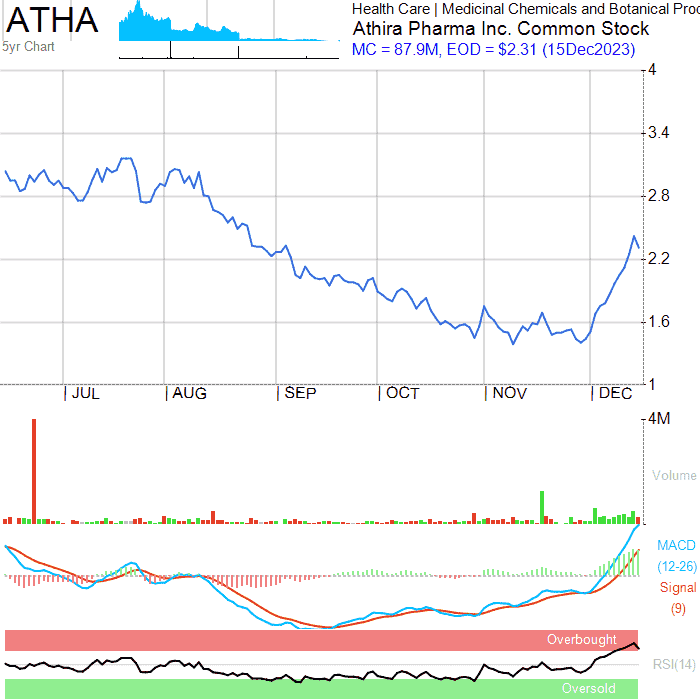 ATHA
5yr Chart
Health Care | Medicinal Chemicals and Botanical Proc
Athira Pharma Inc. Common Stock
MC = 87.9M, EOD = $2.31 (15Dec2023)
4
3.4
2.8
2.2
1.6
1
JUL AUG SEP OCT NOV DEC
4M
Volume
MACD
(12-26)
Signal
(9)
Overbought
RSI(14)
Oversold